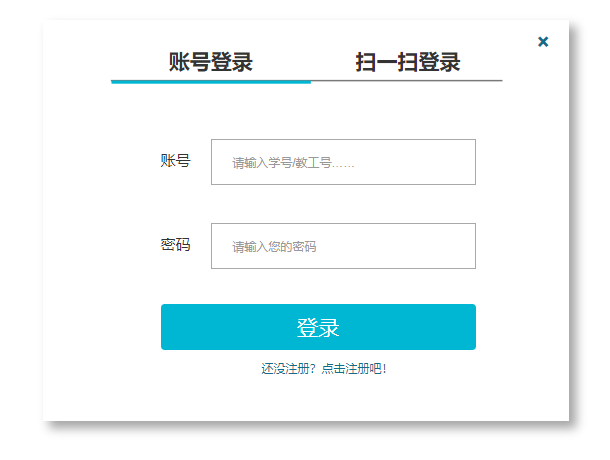 账号登录 扫一扫登录
账号 请输入学号/教工号……
密码 请输入您的密码
登录
还没注册？点击注册吧！